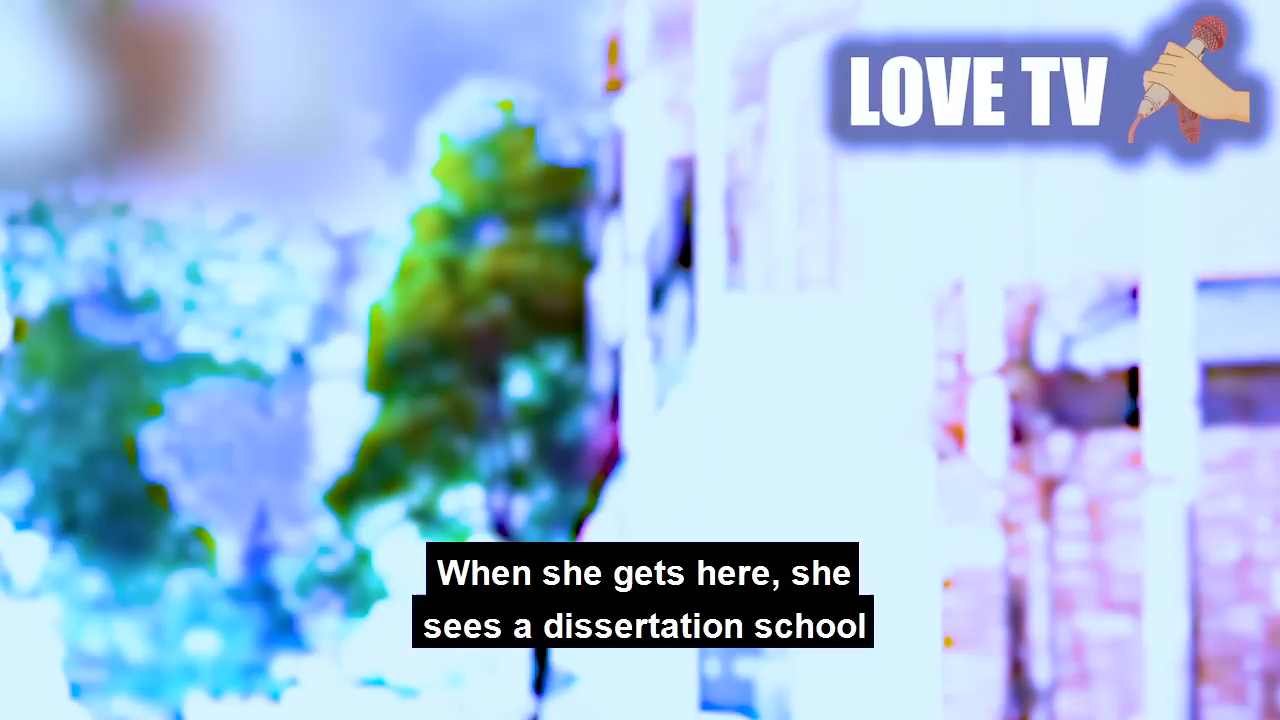 LOVE TV
When she gets here, she
sees a dissertation school